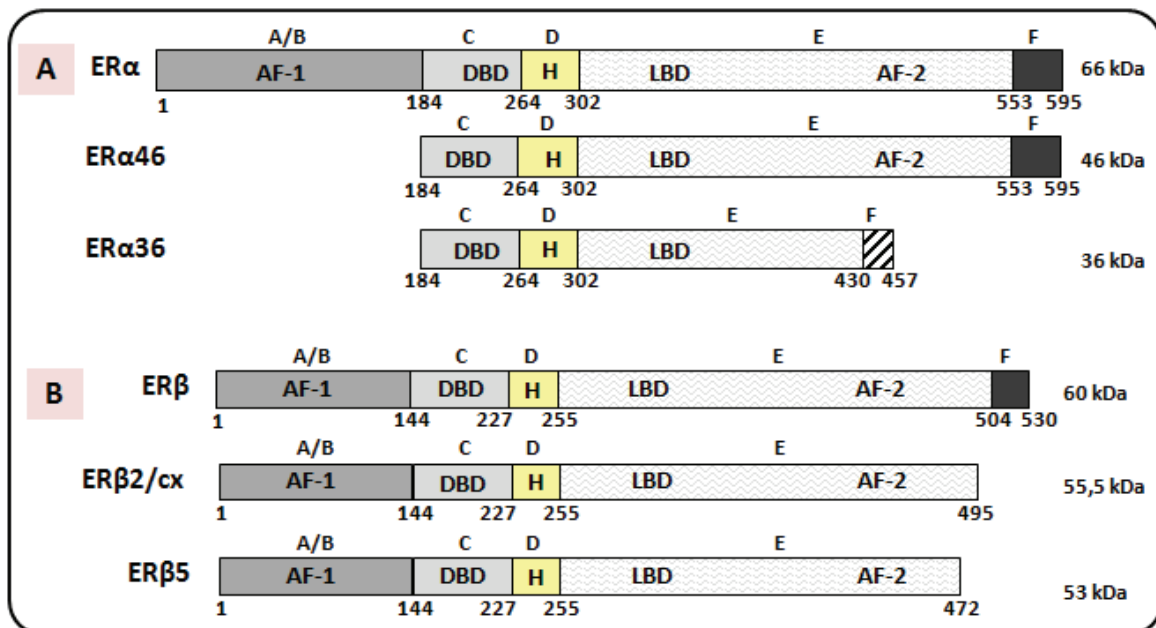 A/B C D E F
A ERα AF-1 DBD H LBD AF-2 66 kDa
1 184 264 302 553 595
C D E F
ERα46 DBD H LBD AF-2 46 kDa
184 264 302 553 595
C D E F
ERα36 DBD H LBD 36 kDa
184 264 302 430 457
A/B C D E F
B ERβ AF-1 DBD H LBD AF-2 60 kDa
1 144 227 255 504 530
A/B C D E
ERβ2/cx AF-1 DBD H LBD AF-2 55,5 kDa
1 144 227 255 495
A/B C D E
ERβ5 AF-1 DBD H LBD AF-2 53 kDa
1 144 227 255 472